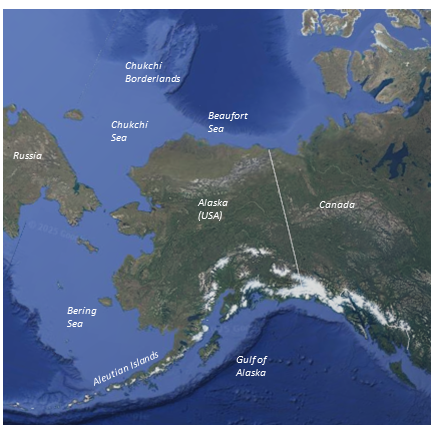 Chukchi
Borderlands
Beaufort
Sea
Chukchi
Sea
Russia
Alaska
(USA)
Canada
Bering
Sea
Aleutian Islands
Gulf of
Alaska